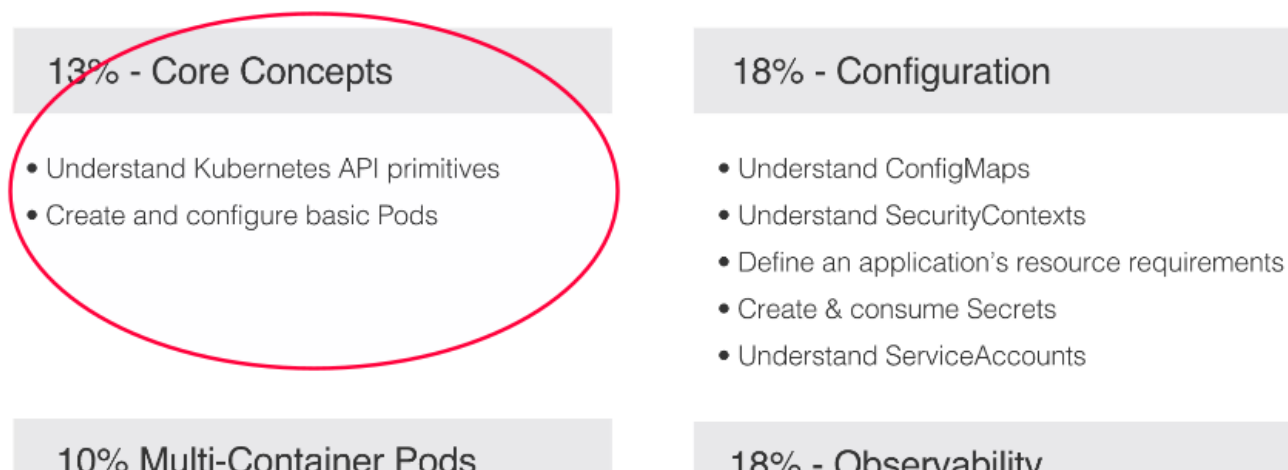 13% - Core Concepts
• Understand Kubernetes API primitives
• Create and configure basic Pods
18% - Configuration
• Understand ConfigMaps
• Understand SecurityContexts
• Define an application's resource requirements
• Create & consume Secrets
• Understand ServiceAccounts
10% Multi-Container Pods
18% - Observability